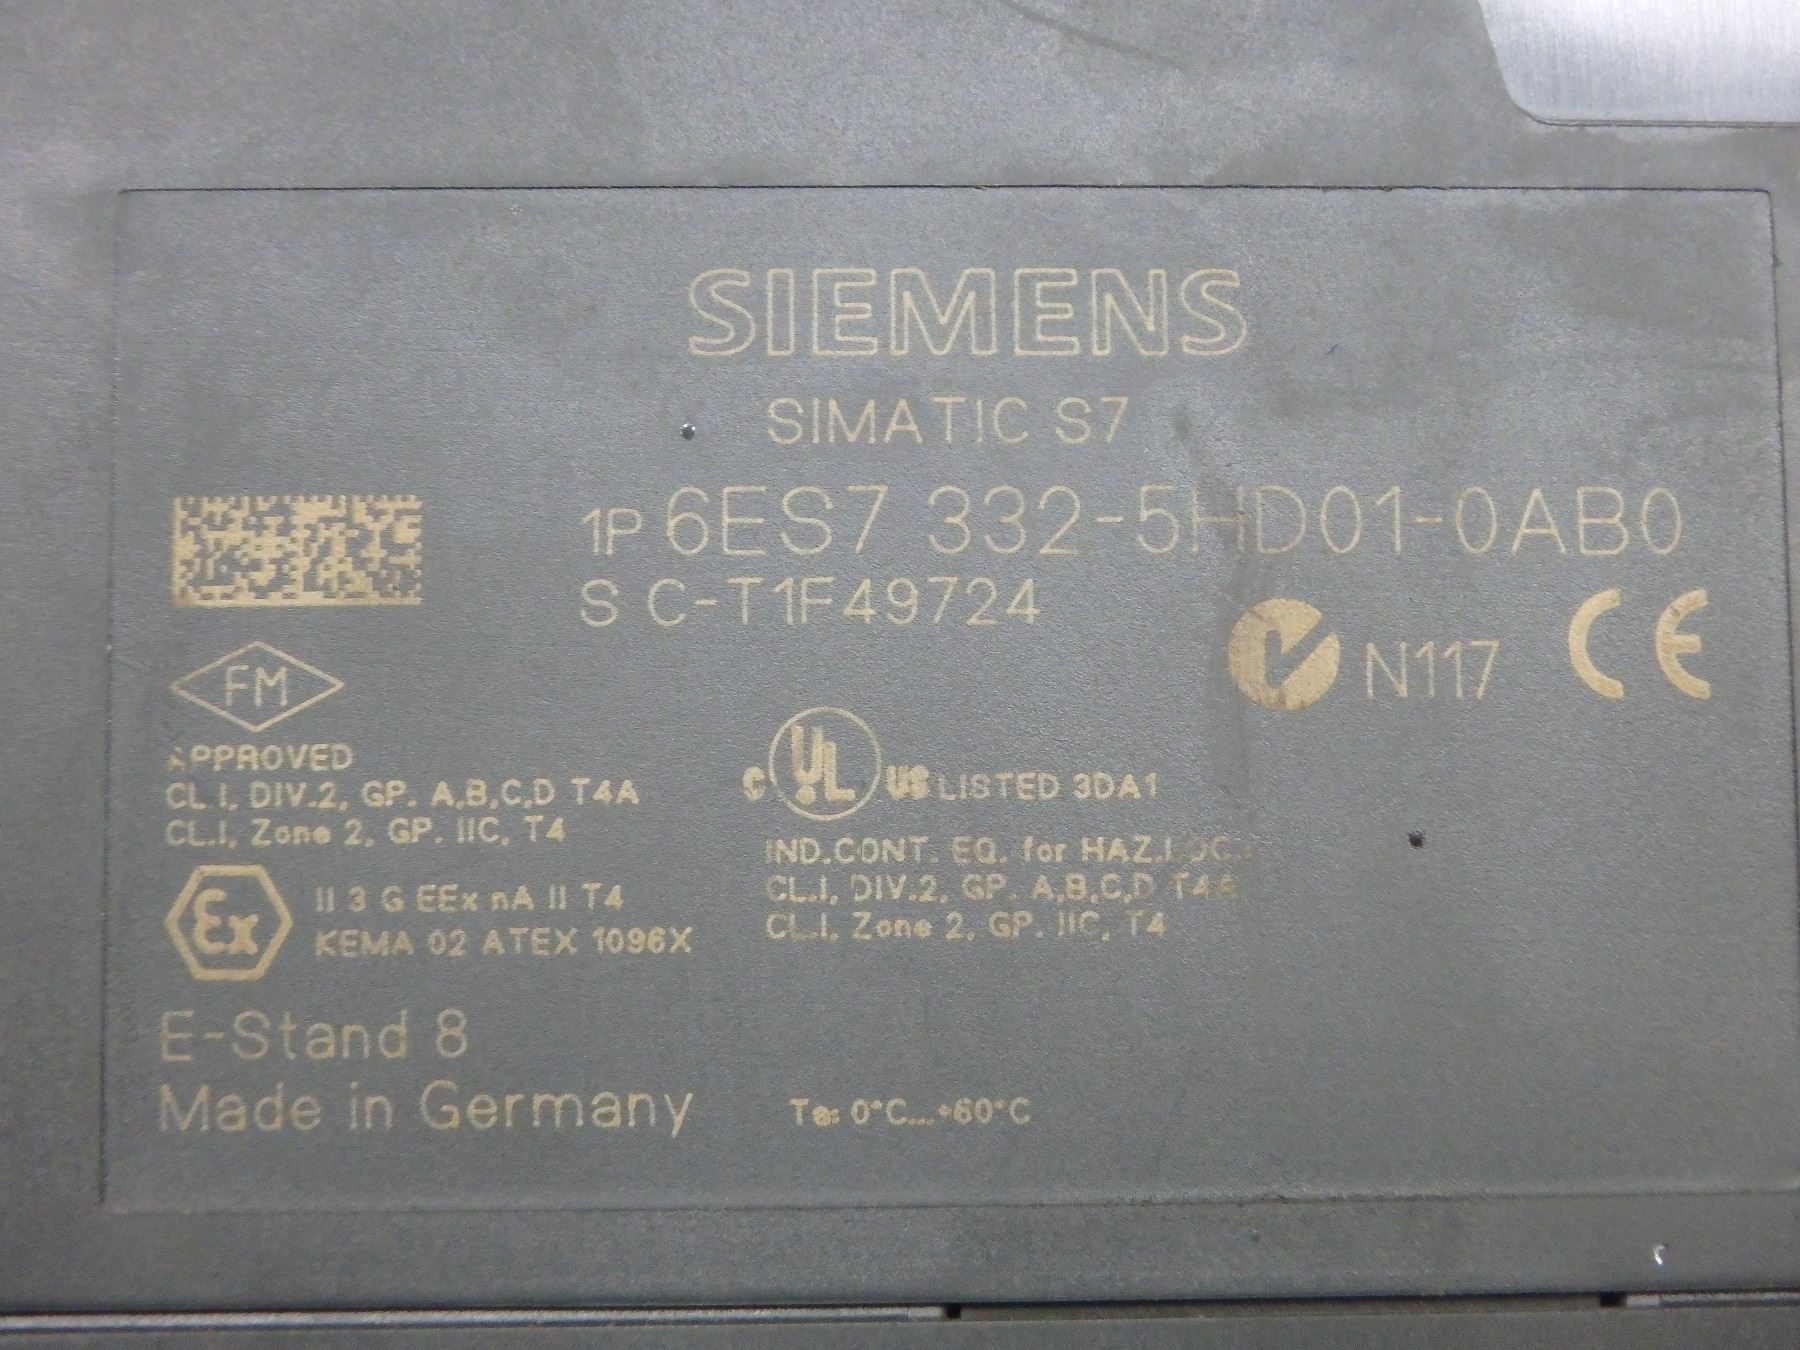 SIEMENS
SIMATIC S7
1P 6ES7 332-5HD01-0AB0
S C-T1F49724
N117 CE
FM
APPROVED
CL.I, DIV.2, GP. A,B,C,D T4A
CL.I, Zone 2, GP. IIC, T4
C UL US LISTED 3DA1
IND.CONT. EQ. for HAZ.LOC.
CL.I, DIV.2, GP. A,B,C,D T4A
CL.I, Zone 2, GP. IIC, T4
Ex
II 3 G EEx nA II T4
KEMA 02 ATEX 1096X
E-Stand 8
Made in Germany
Ta: 0°C...+60°C